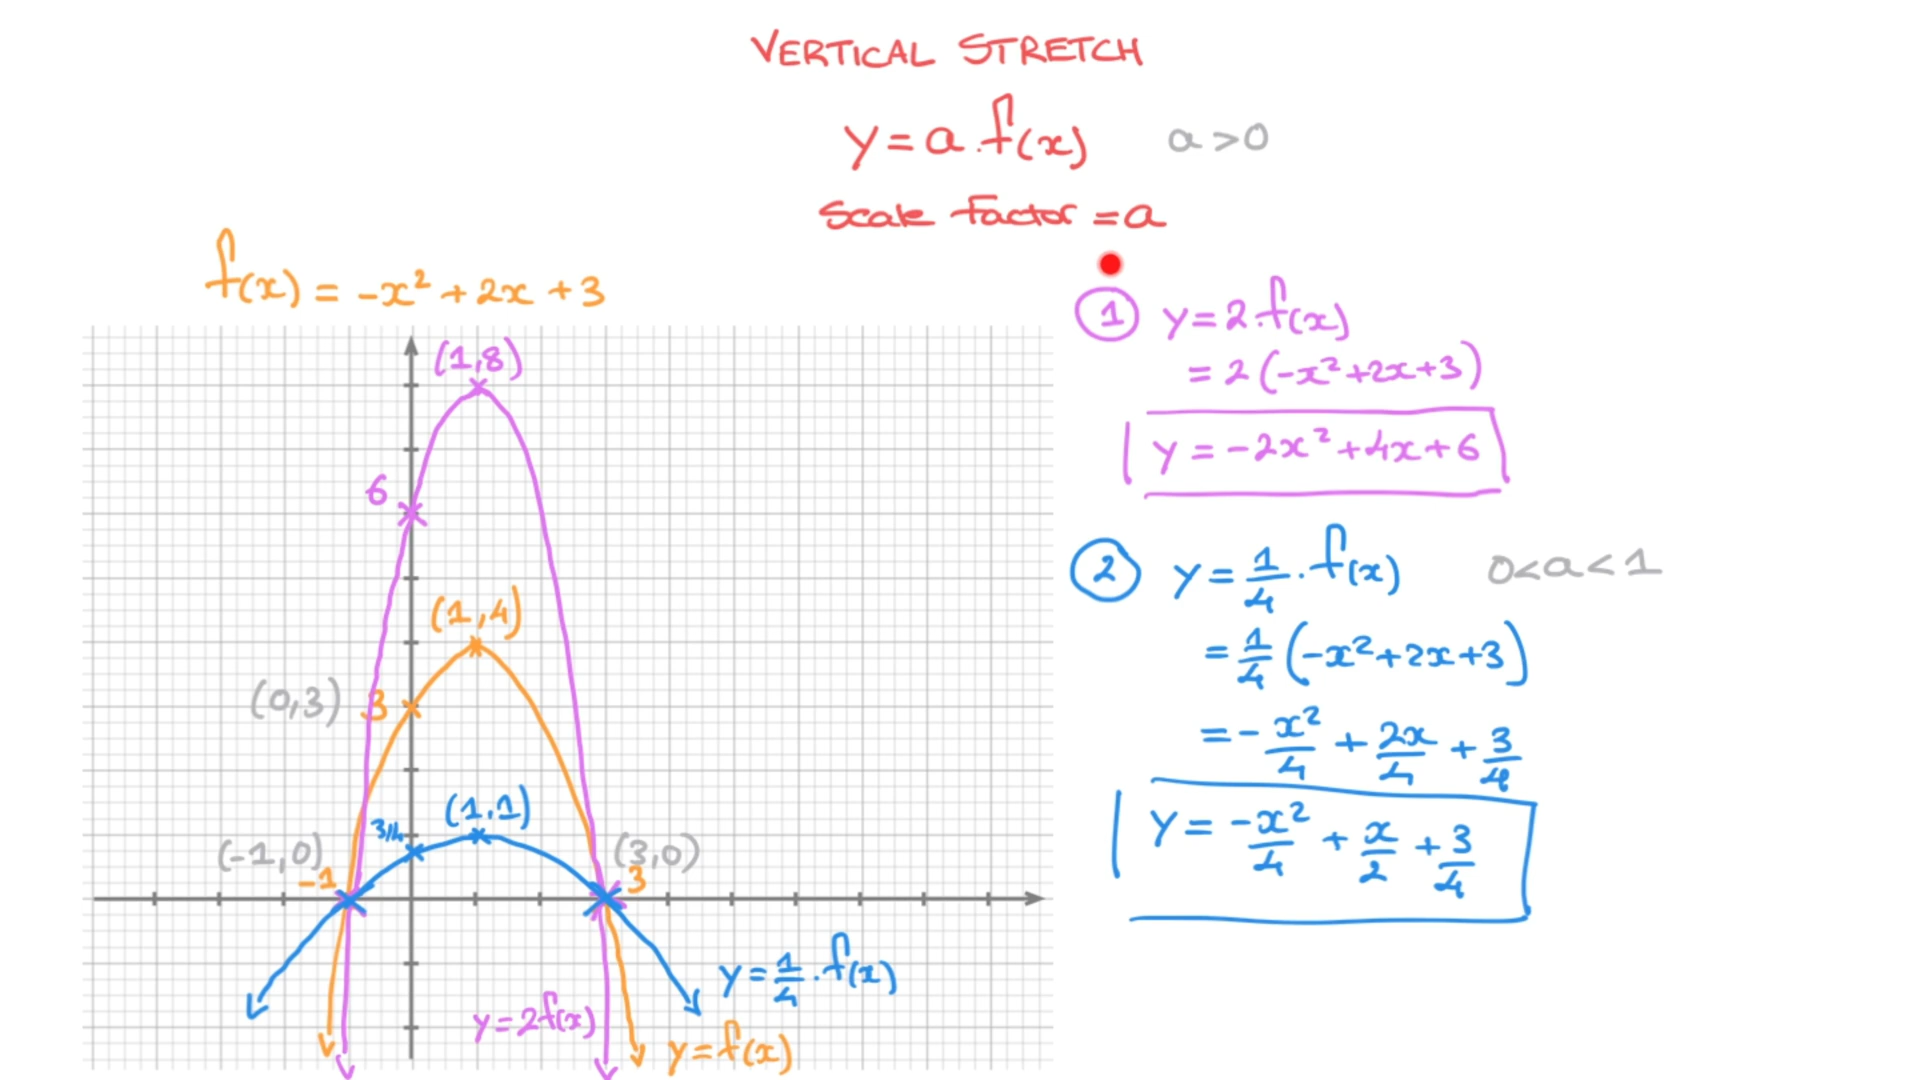 VERTICAL STRETCH
y = a.f(x) a > 0
Scale factor = a
f(x) = -x² + 2x + 3
① y = 2.f(x)
= 2(-x²+2x+3)
y = -2x² + 4x + 6
② y = 1/4 . f(x) 0 < a < 1
= 1/4 (-x²+2x+3)
= - x²/4 + 2x/4 + 3/4
y = -x²/4 + x/2 + 3/4
(1,8)
6
(1,4)
(0,3) 3
3/4 (1,1)
(-1,0) (3,0)
-1 3
y = 1/4 . f(x)
y = 2f(x)
y = f(x)